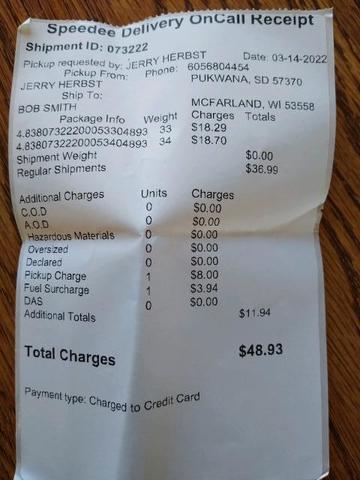 Speedee Delivery OnCall Receipt
Shipment ID: 073222
Pickup requested by: JERRY HERBST Date: 03-14-2022
Pickup From: Phone: 6056804454
JERRY HERBST PUKWANA, SD 57370
Ship To:
BOB SMITH MCFARLAND, WI 53558
Package Info Weight Charges Totals
4.83807322200053304893 33 $18.29
4.83807322200053404893 34 $18.70
Shipment Weight $0.00
Regular Shipments $36.99
Additional Charges Units Charges
C.O.D 0 $0.00
A.O.D 0 $0.00
Hazardous Materials 0 $0.00
Oversized 0 $0.00
Declared 0 $0.00
Pickup Charge 1 $8.00
Fuel Surcharge 1 $3.94
DAS 0 $0.00
Additional Totals $11.94
Total Charges $48.93
Payment type: Charged to Credit Card